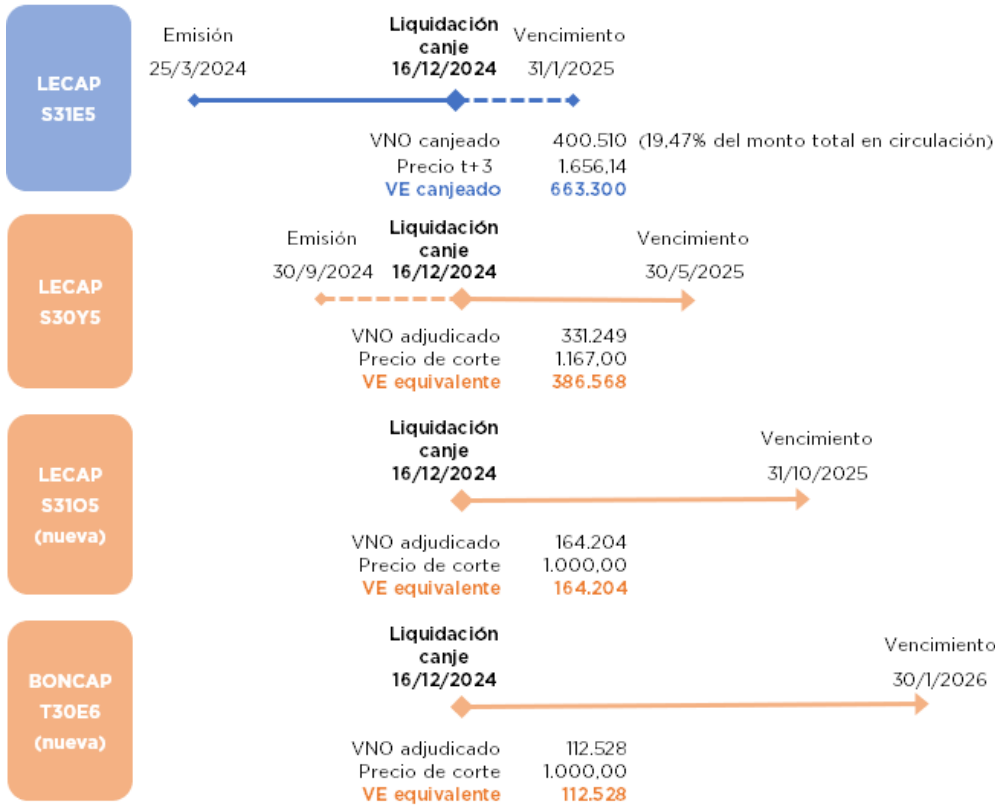 LECAP
S31E5
Emisión
25/3/2024
Liquidación
canje
16/12/2024
Vencimiento
31/1/2025
VNO canjeado 400.510 (19,47% del monto total en circulación)
Precio t+3 1.656,14
VE canjeado 663.300
LECAP
S30Y5
Emisión
30/9/2024
Liquidación
canje
16/12/2024
Vencimiento
30/5/2025
VNO adjudicado 331.249
Precio de corte 1.167,00
VE equivalente 386.568
LECAP
S31O5
(nueva)
Liquidación
canje
16/12/2024
Vencimiento
31/10/2025
VNO adjudicado 164.204
Precio de corte 1.000,00
VE equivalente 164.204
BONCAP
T30E6
(nueva)
Liquidación
canje
16/12/2024
Vencimiento
30/1/2026
VNO adjudicado 112.528
Precio de corte 1.000,00
VE equivalente 112.528